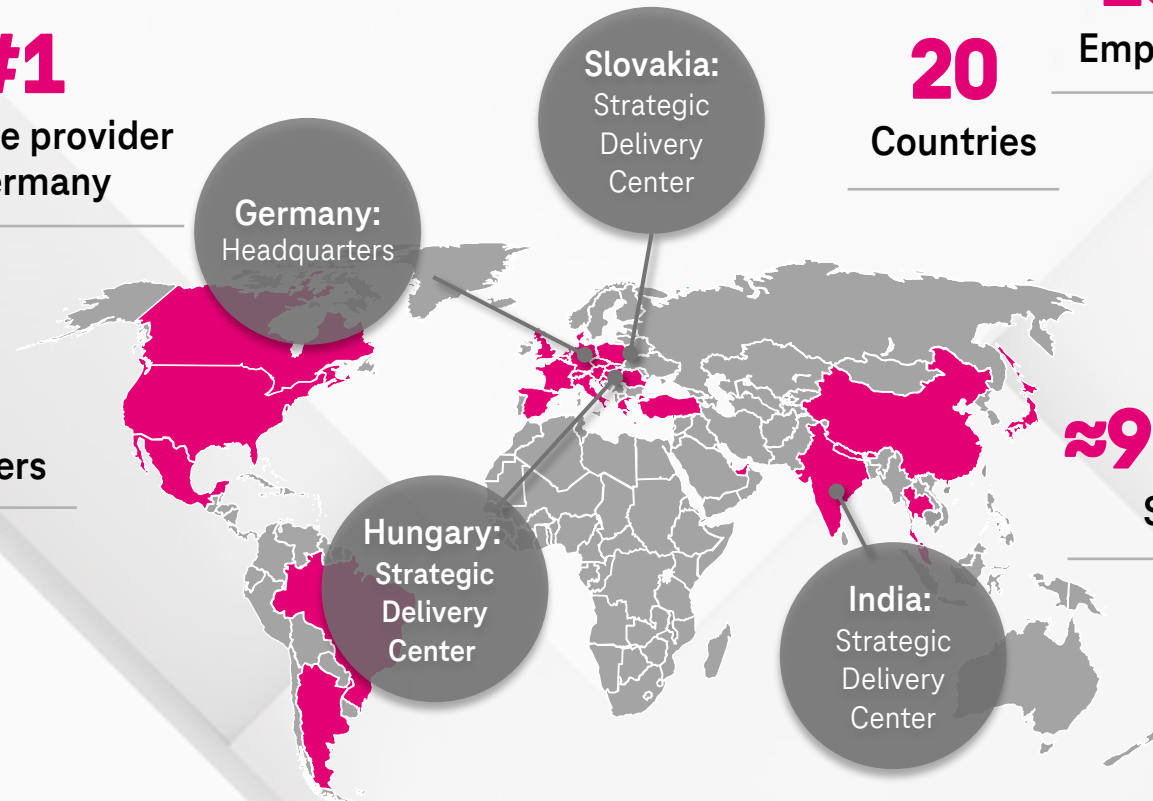 #1
e provider
ermany
ers
Germany:
Headquarters
Slovakia:
Strategic
Delivery
Center
20
Countries
Emp
≈9
S
Hungary:
Strategic
Delivery
Center
India:
Strategic
Delivery
Center